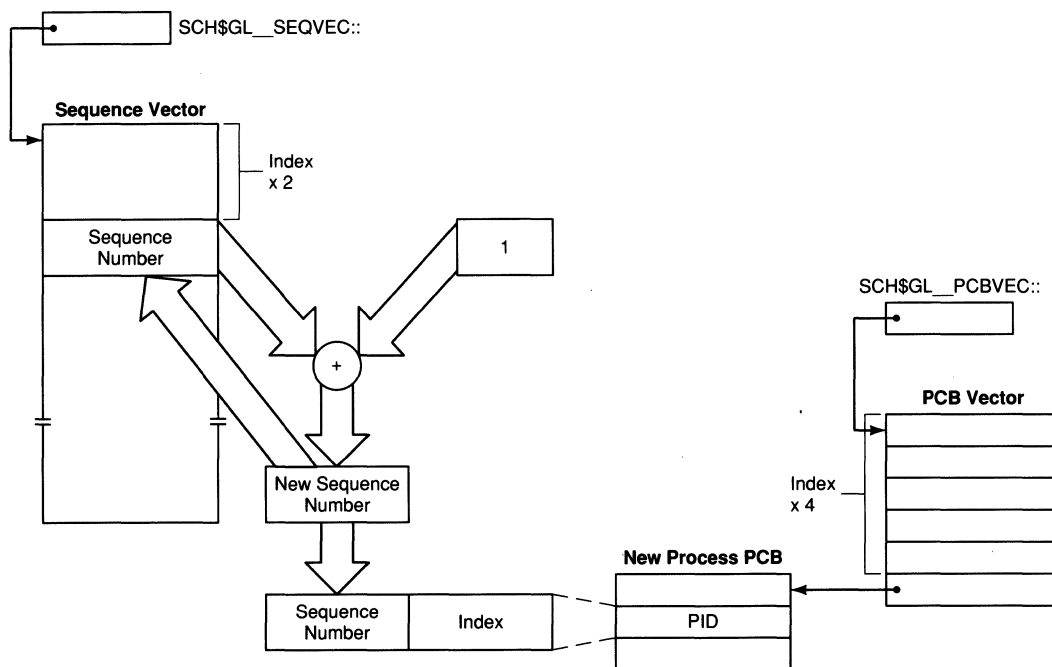 SCH$GL__SEQVEC::
Sequence Vector
Index
x 2
Sequence
Number
1
SCH$GL__PCBVEC::
+
PCB Vector
New Sequence
Number
Index
x 4
New Process PCB
Sequence
Number
Index
PID